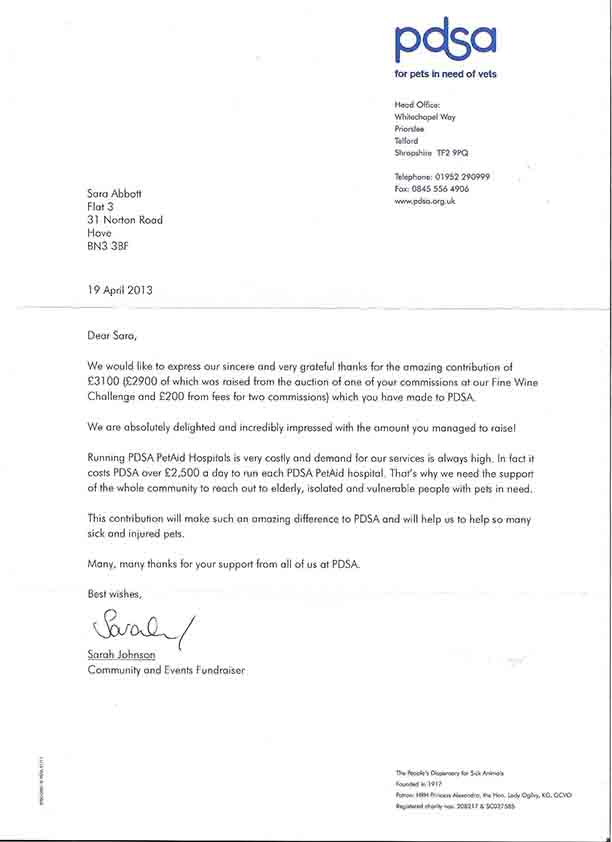 pdsa
for pets in need of vets
Head Office:
Whitechapel Way
Priorslee
Telford
Shropshire TF2 9PQ
Telephone: 01952 290999
Fax: 0845 556 4906
www.pdsa.org.uk
Sara Abbott
Flat 3
31 Norton Road
Hove
BN3 3BF
19 April 2013
Dear Sara,
We would like to express our sincere and very grateful thanks for the amazing contribution of
£3100 (£2900 of which was raised from the auction of one of your commissions at our Fine Wine
Challenge and £200 from fees for two commissions) which you have made to PDSA.
We are absolutely delighted and incredibly impressed with the amount you managed to raise!
Running PDSA PetAid Hospitals is very costly and demand for our services is always high. In fact it
costs PDSA over £2,500 a day to run each PDSA PetAid hospital. That's why we need the support
of the whole community to reach out to elderly, isolated and vulnerable people with pets in need.
This contribution will make such an amazing difference to PDSA and will help us to help so many
sick and injured pets.
Many, many thanks for your support from all of us at PDSA.
Best wishes,
Sarah J
Sarah Johnson
Community and Events Fundraiser
The People's Dispensary for Sick Animals
Founded in 1917
Patron: HRH Princess Alexandra, the Hon. Lady Ogilvy, KG, GCVO
Registered charity nos. 208217 & SC037585